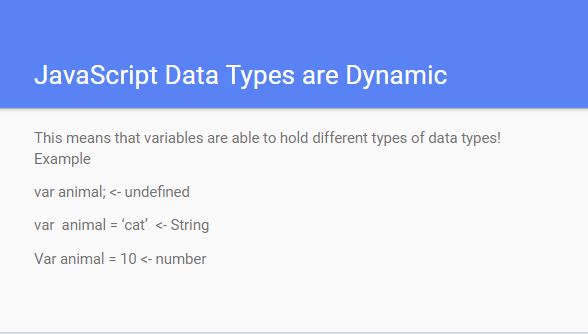 JavaScript Data Types are Dynamic
This means that variables are able to hold different types of data types!
Example
var animal; <- undefined
var  animal = ‘cat’  <- String
Var animal = 10 <- number